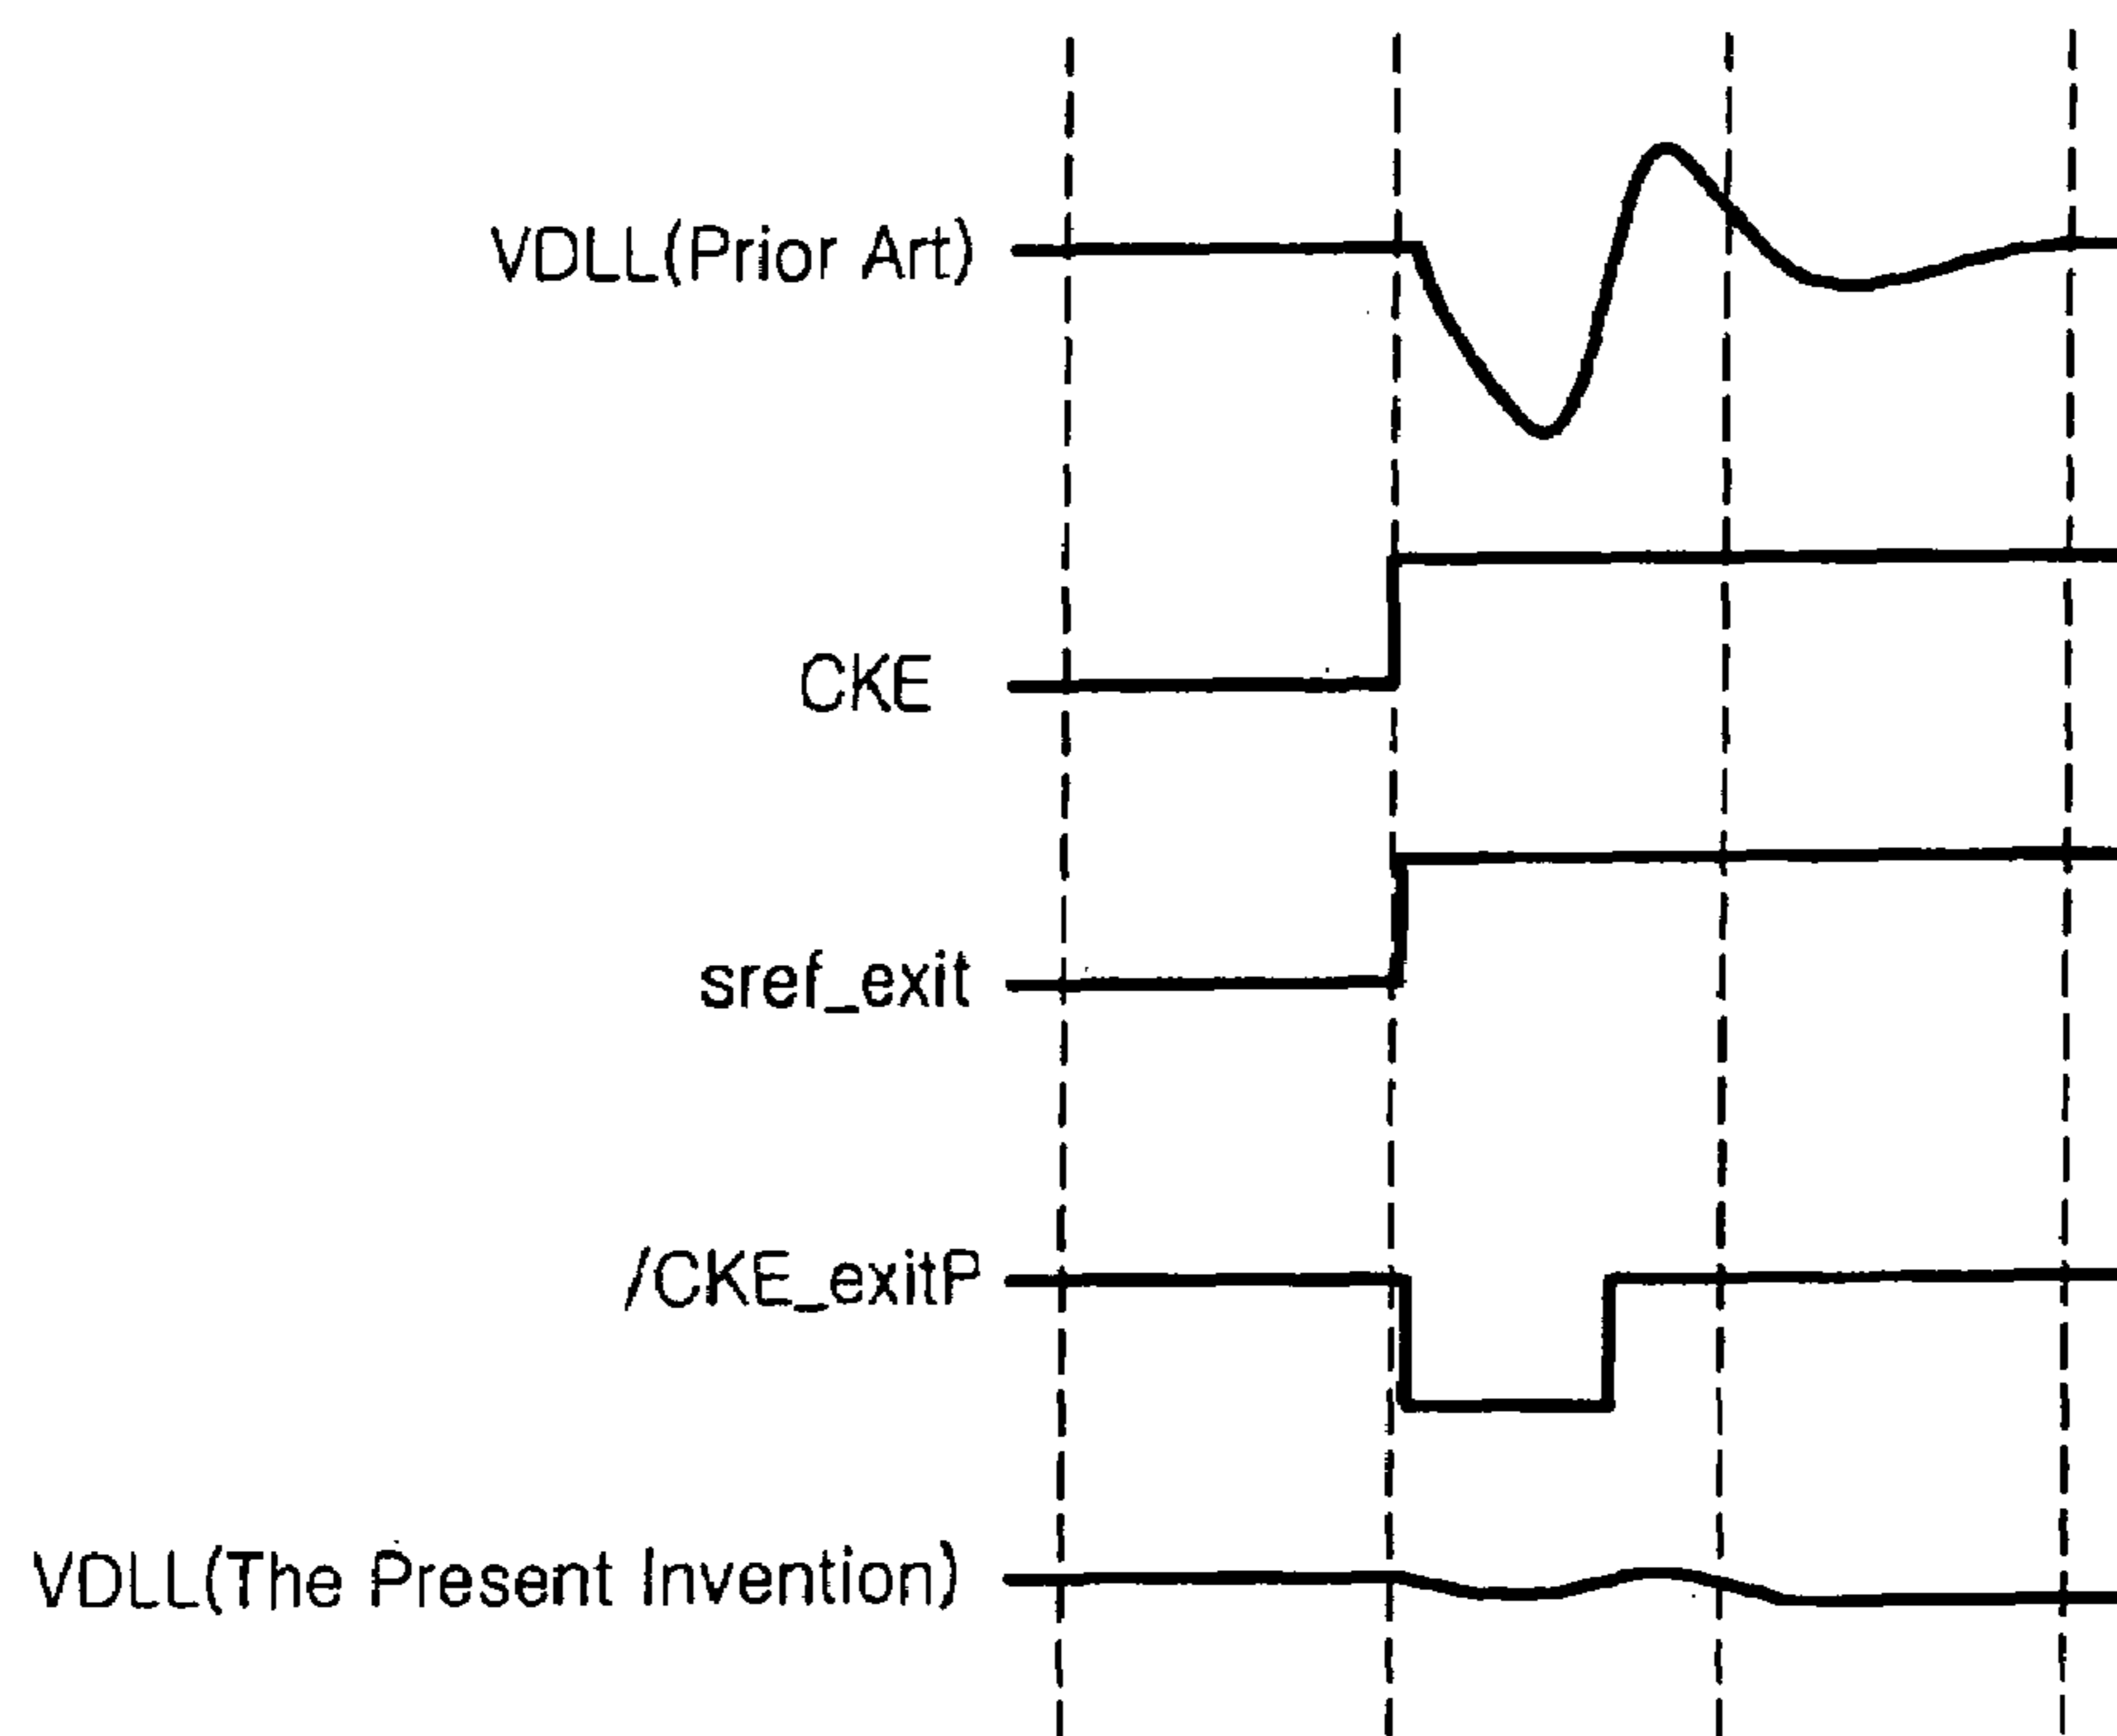 VDLL(Prior Art)
CKE
sref_exit
/CKE_exitP
VDLL(The Present Invention)